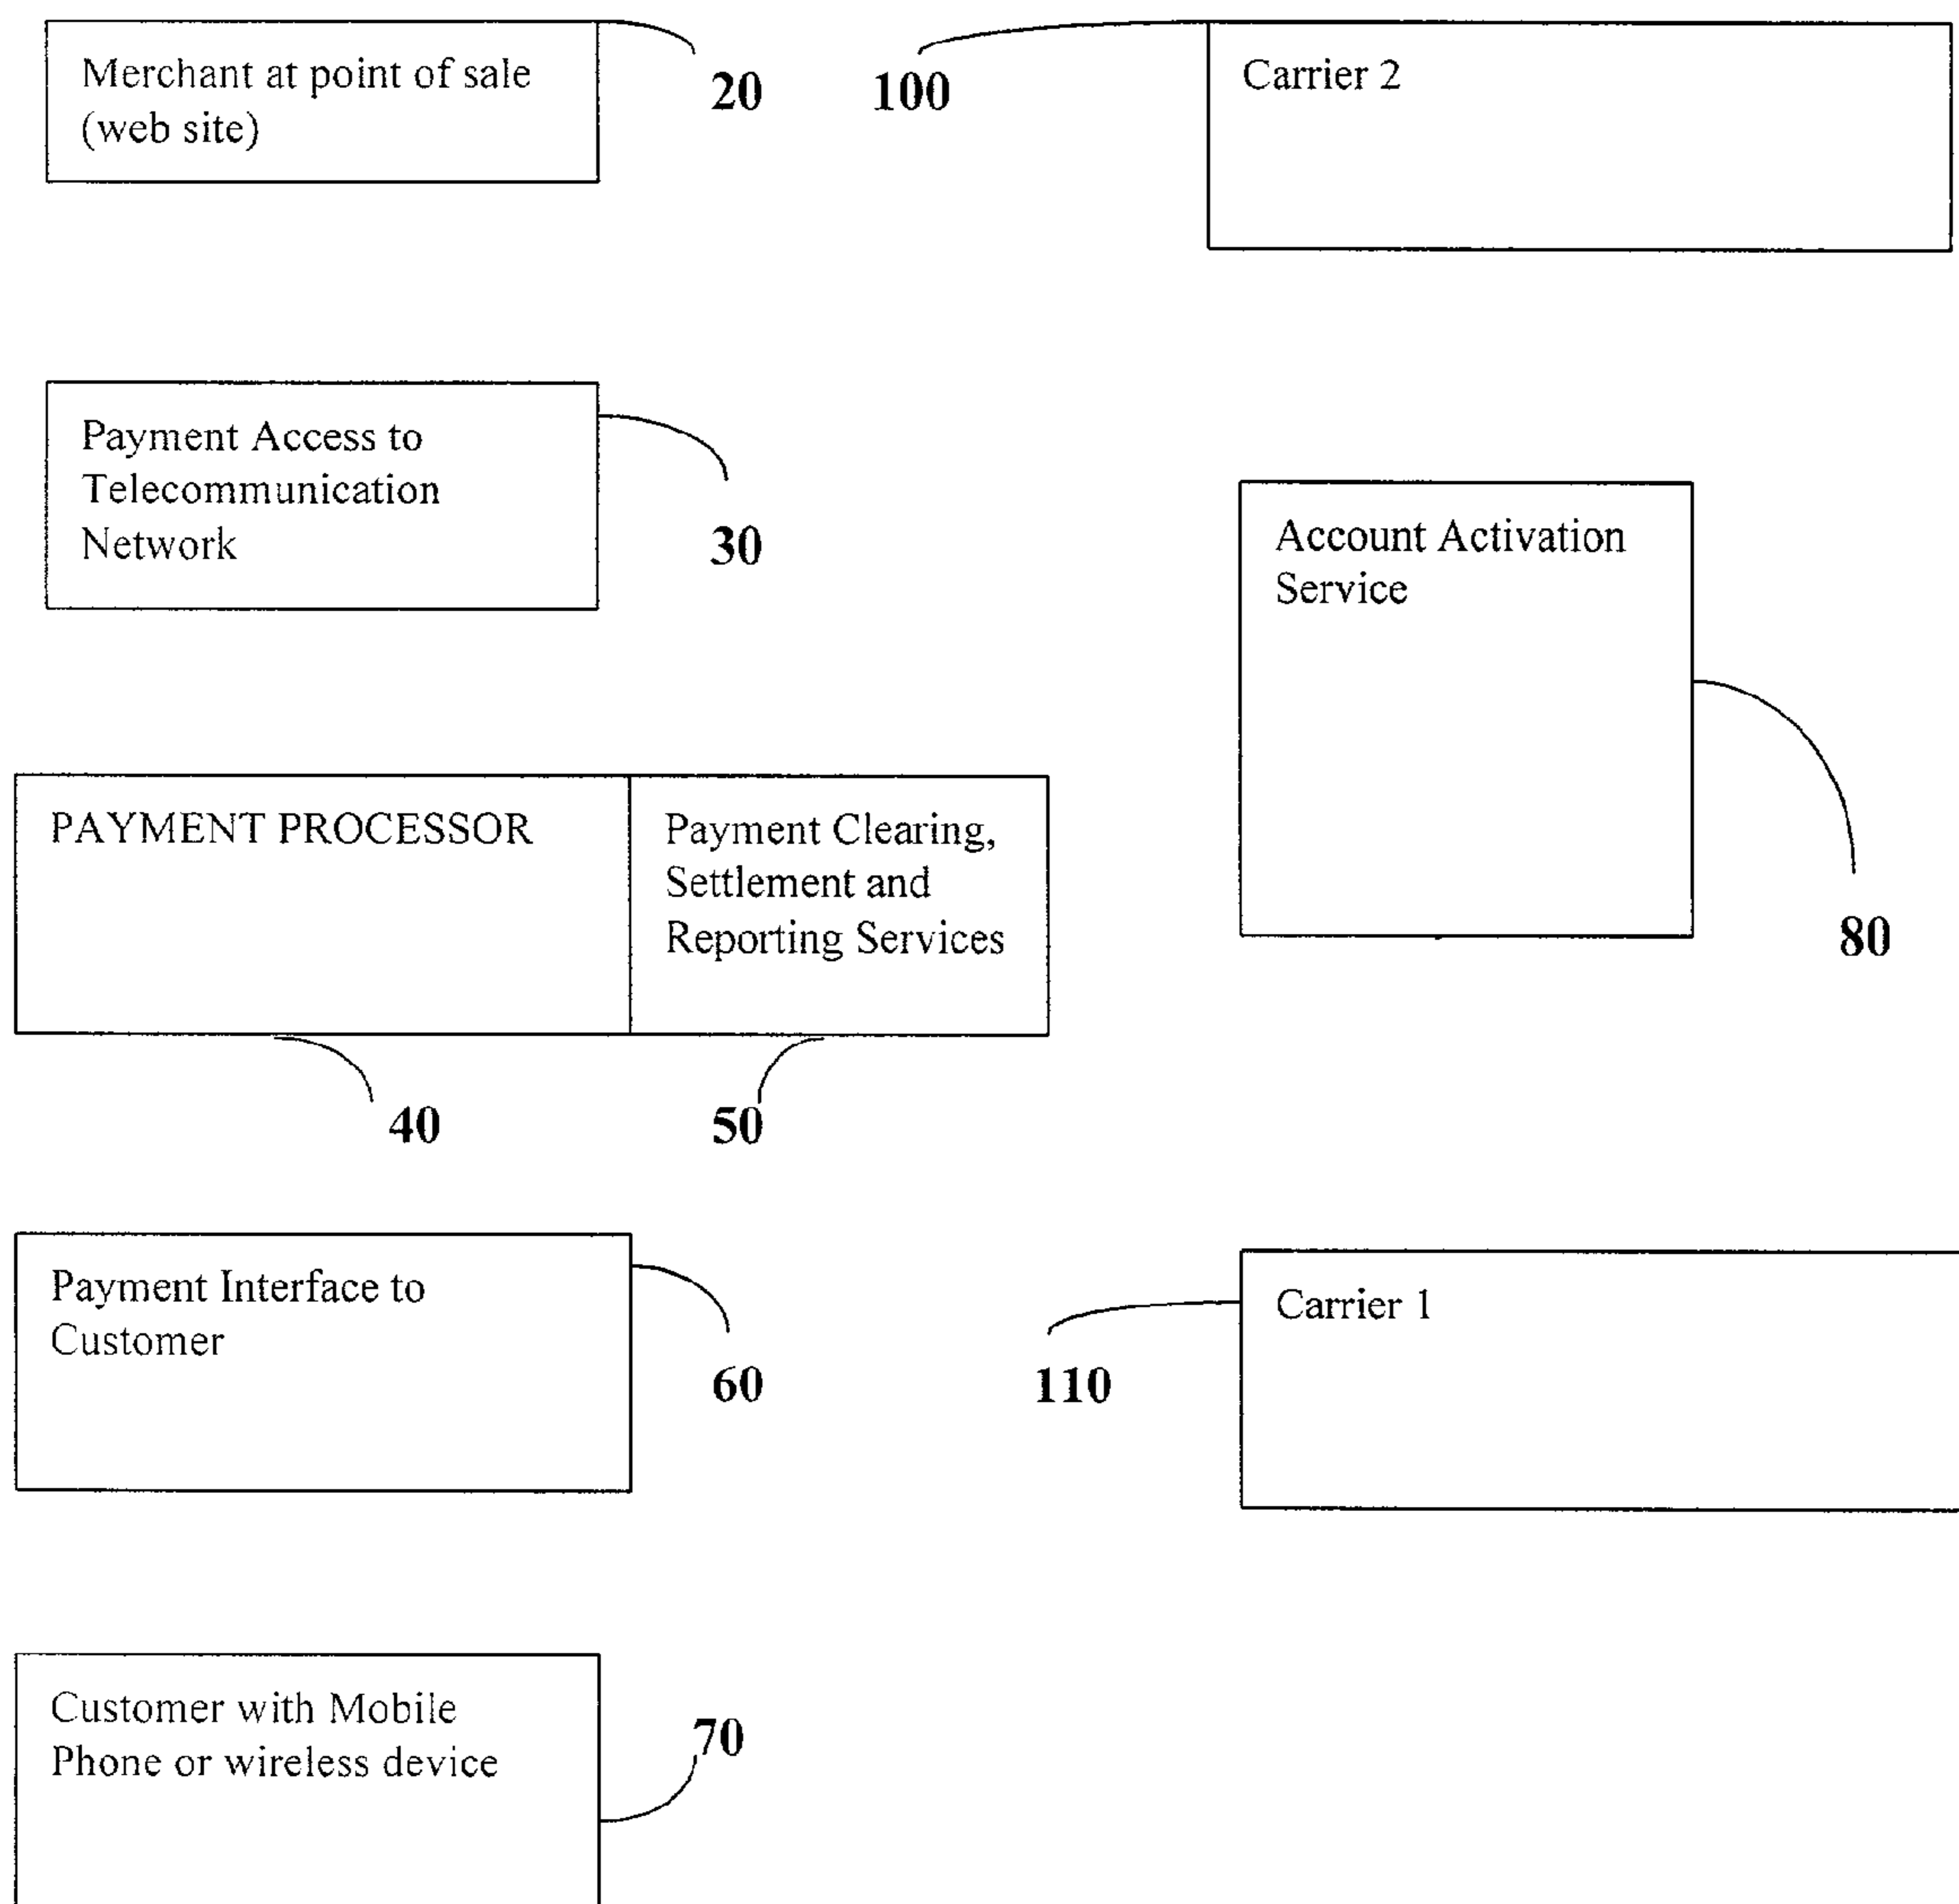 Merchant at point of sale
(web site)
20
100
Carrier 2
Payment Access to
Telecommunication
Network
30
Account Activation
Service
80
PAYMENT PROCESSOR
Payment Clearing,
Settlement and
Reporting Services
40
50
Payment Interface to
Customer
60
110
Carrier 1
Customer with Mobile
Phone or wireless device
70